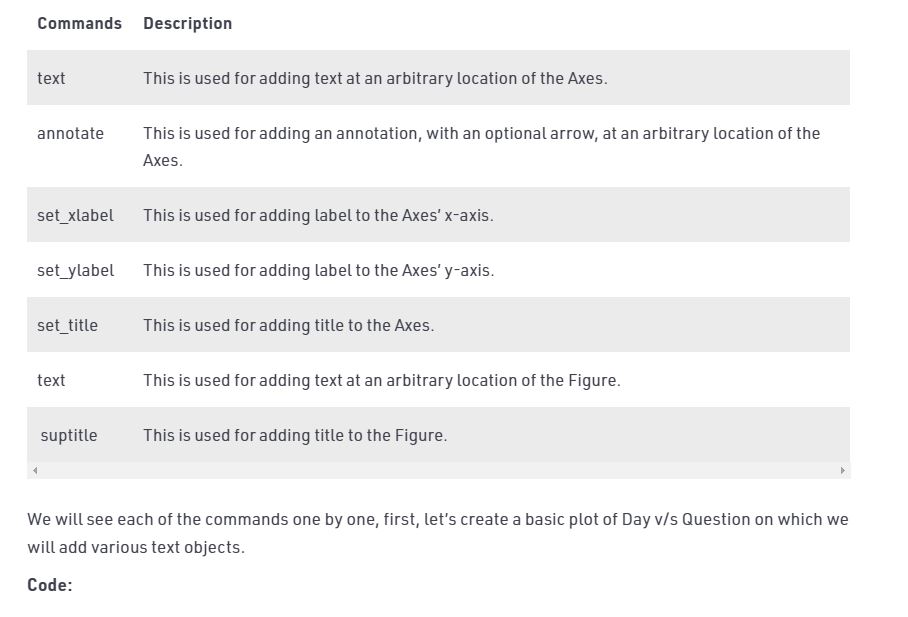 Commands Description
text This is used for adding text at an arbitrary location of the Axes.
annotate This is used for adding an annotation, with an optional arrow, at an arbitrary location of the
Axes.
set_xlabel This is used for adding label to the Axes’ x-axis.
set_ylabel This is used for adding label to the Axes’ y-axis.
set_title This is used for adding title to the Axes.
text This is used for adding text at an arbitrary location of the Figure.
suptitle This is used for adding title to the Figure.
We will see each of the commands one by one, first, let’s create a basic plot of Day v/s Question on which we
will add various text objects.
Code: